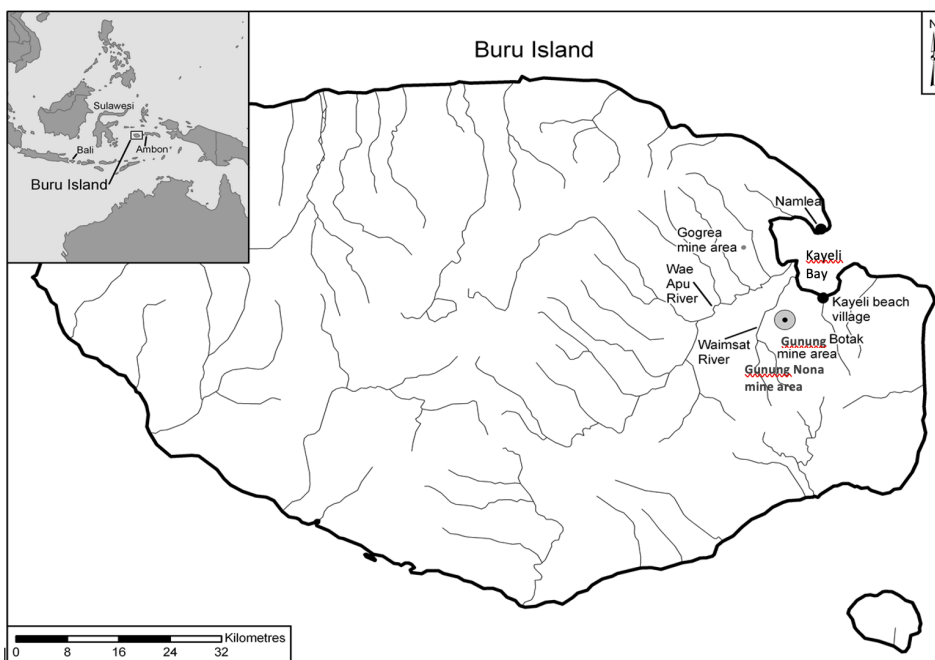 Buru Island
N
Sulawesi
Bali
Ambon
Buru Island
Namlea
Gogrea
mine area
Kayeli
Bay
Wae
Apu
River
Kayeli beach
village
Waimsat
River
Gunung Botak
mine area
Gunung Nona
mine area
Kilometres
0 8 16 24 32